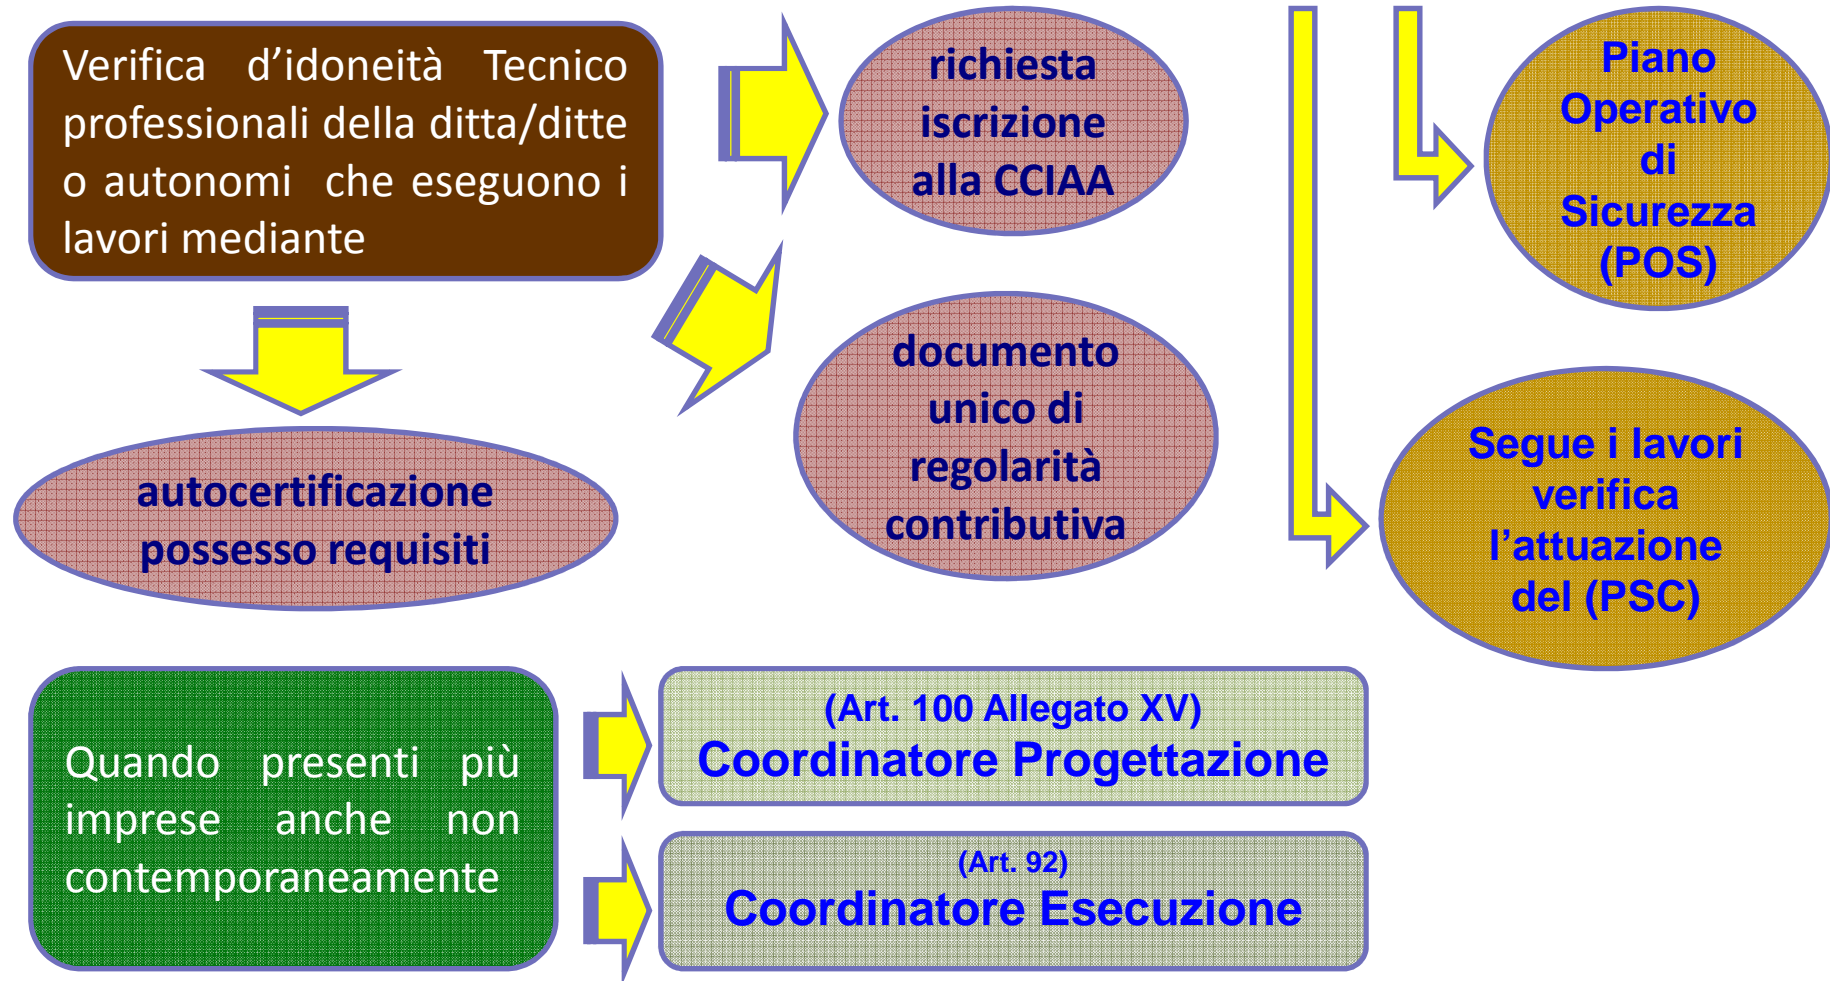 Verifica d’idoneità Tecnico
professionali della ditta/ditte
o autonomi che eseguono i
lavori mediante
richiesta
iscrizione
alla CCIAA
Piano
Operativo
di
Sicurezza
(POS)
documento
unico di
regolarità
contributiva
autocertificazione
possesso requisiti
Segue i lavori
verifica
l’attuazione
del (PSC)
Quando presenti più
imprese anche non
contemporaneamente
(Art. 100 Allegato XV)
Coordinatore Progettazione
(Art. 92)
Coordinatore Esecuzione